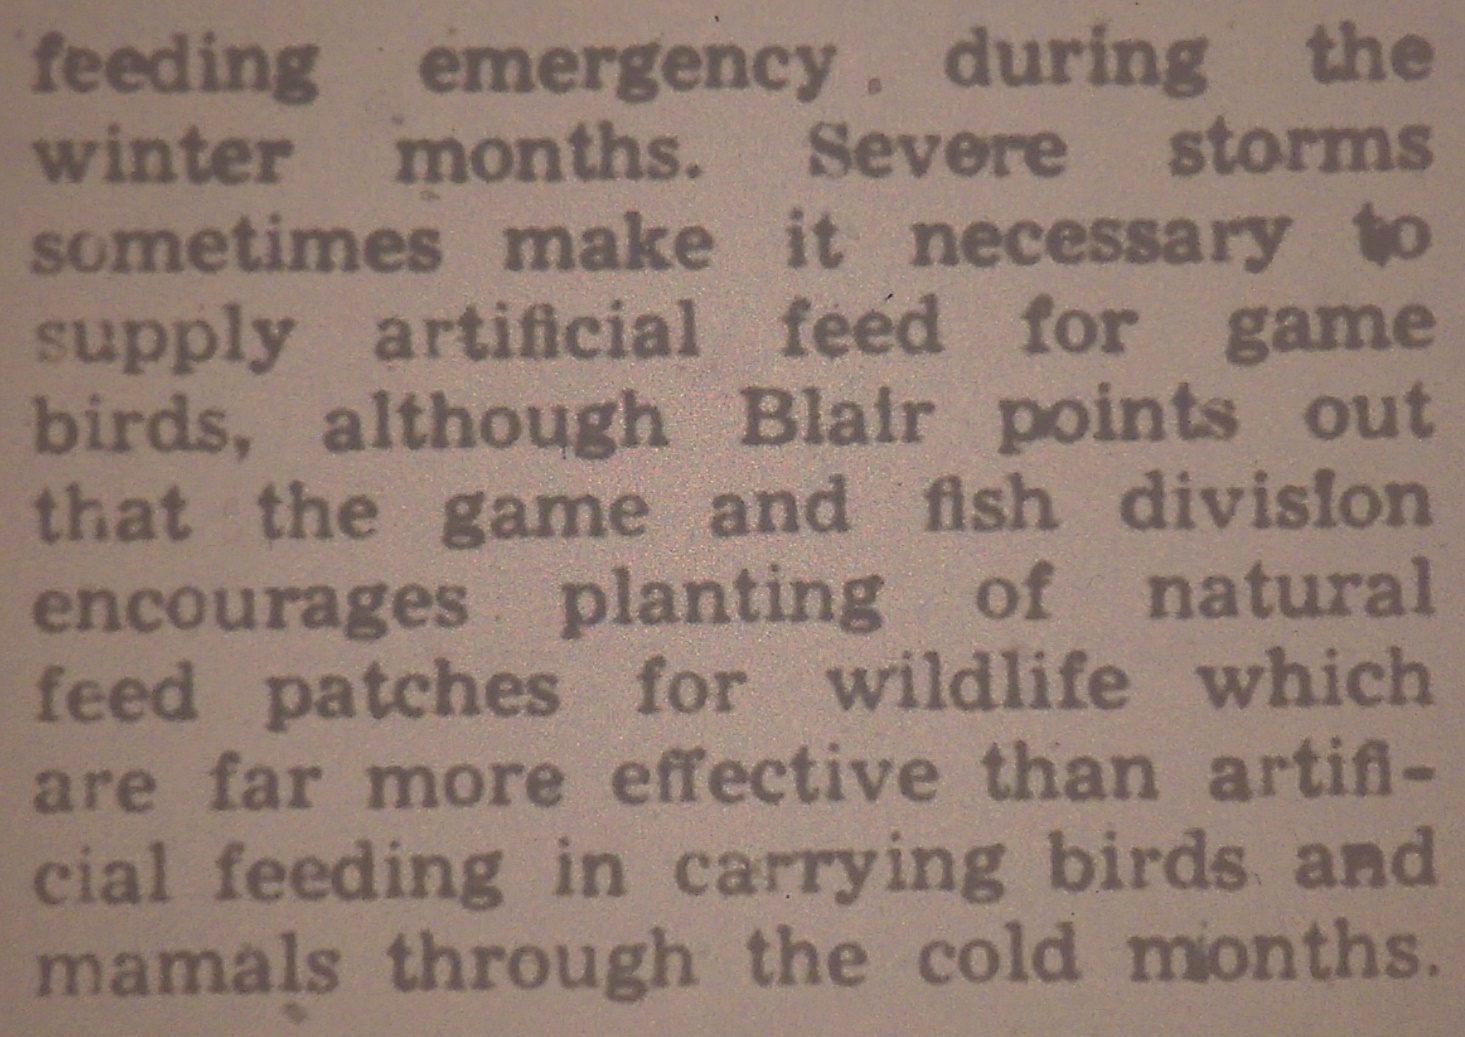 feeding emergency during the
winter months. Severe storms
sometimes make it necessary to
supply artificial feed for game
birds, although Blair points out
that the game and fish division
encourages planting of natural
feed patches for wildlife which
are far more effective than artifi-
cial feeding in carrying birds and
mamals through the cold months.